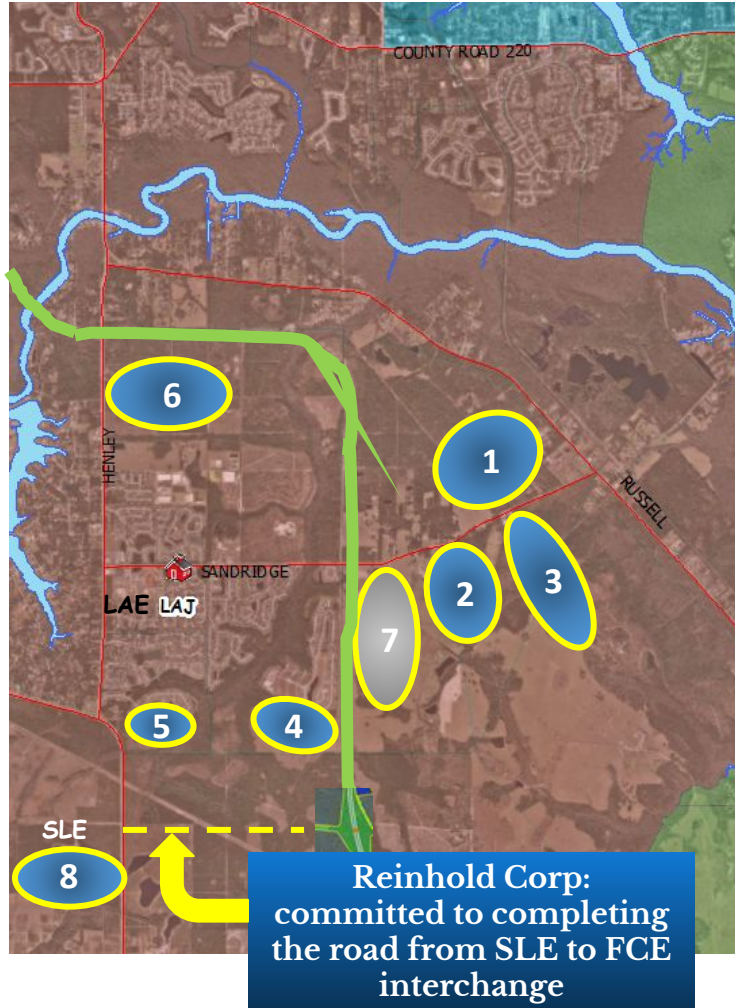 COUNTY ROAD 220
6
HENLEY
1
RUSSELL
SANDRIDGE
LAE LAJ
2
3
7
5
4
SLE
8
Reinhold Corp:
committed to completing
the road from SLE to FCE
interchange